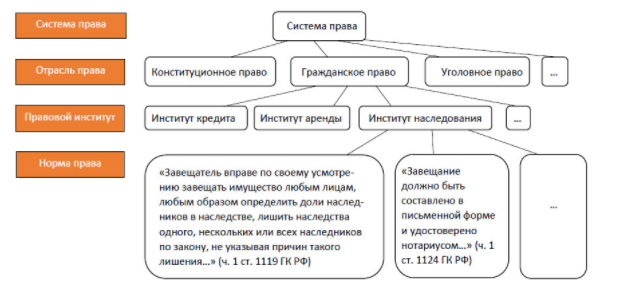 Система права
Система права
Отрасль права
Конституционное право
Гражданское право
Уголовное право
...
Правовой институт
Институт кредита
Институт аренды
Институт наследования
...
Норма права
«Завещатель вправе по своему усмотре-
нию завещать имущество любым лицам,
любым образом определить доли наслед-
ников в наследстве, лишить наследства
одного, нескольких или всех наследников
по закону, не указывая причин такого
лишения...» (ч. 1 ст. 1119 ГК РФ)
«Завещание
должно быть
составлено в
письменной форме
и удостоверено
нотариусом...» (ч. 1
ст. 1124 ГК РФ)
...